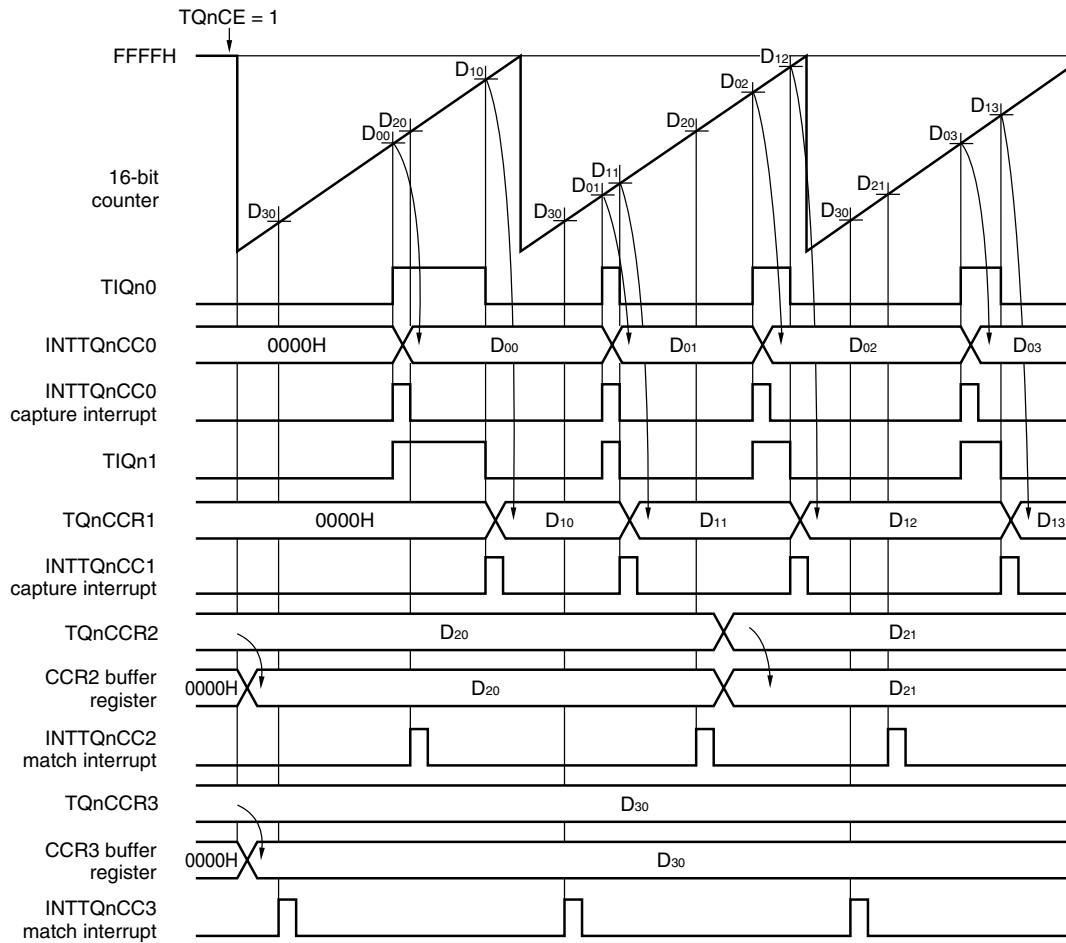 TQnCE = 1
FFFFH
16-bit
counter
D30
D00
D20
D10
D30
D01
D11
D20
D02
D12
D30
D21
D03
D13
TIQn0
INTTQnCC0
0000H
D00
D01
D02
D03
INTTQnCC0
capture interrupt
TIQn1
TQnCCR1
0000H
D10
D11
D12
D13
INTTQnCC1
capture interrupt
TQnCCR2
D20
D21
CCR2 buffer
register
0000H
D20
D21
INTTQnCC2
match interrupt
TQnCCR3
D30
CCR3 buffer
register
0000H
D30
INTTQnCC3
match interrupt